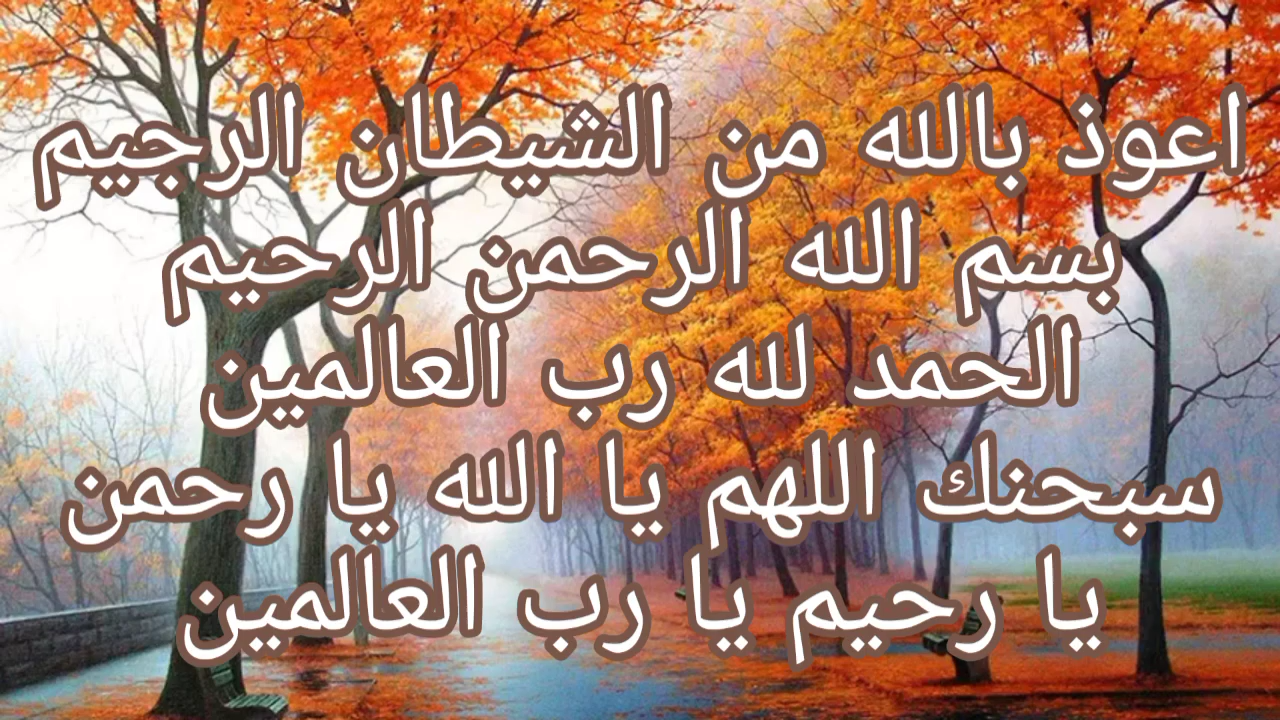 اعوذ بالله من الشيطان الرجيم
بسم الله الرحمن الرحيم
الحمد لله رب العالمين
سبحنك اللهم يا الله يا رحمن
يا رحيم يا رب العالمين